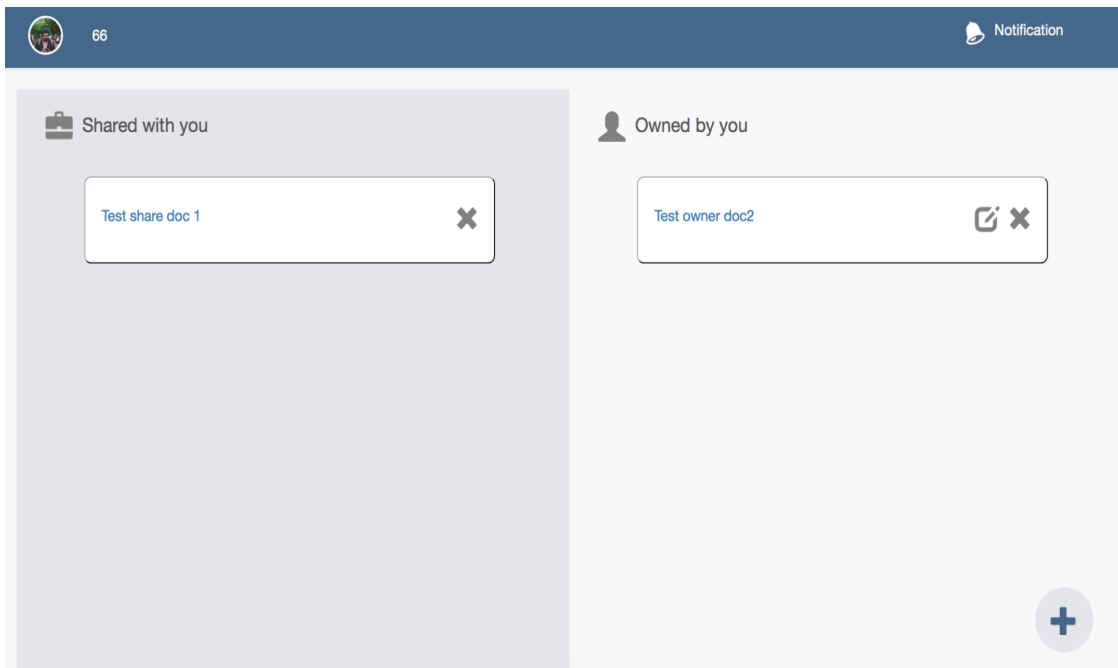 66
Notification
Shared with you
Test share doc 1
Owned by you
Test owner doc2